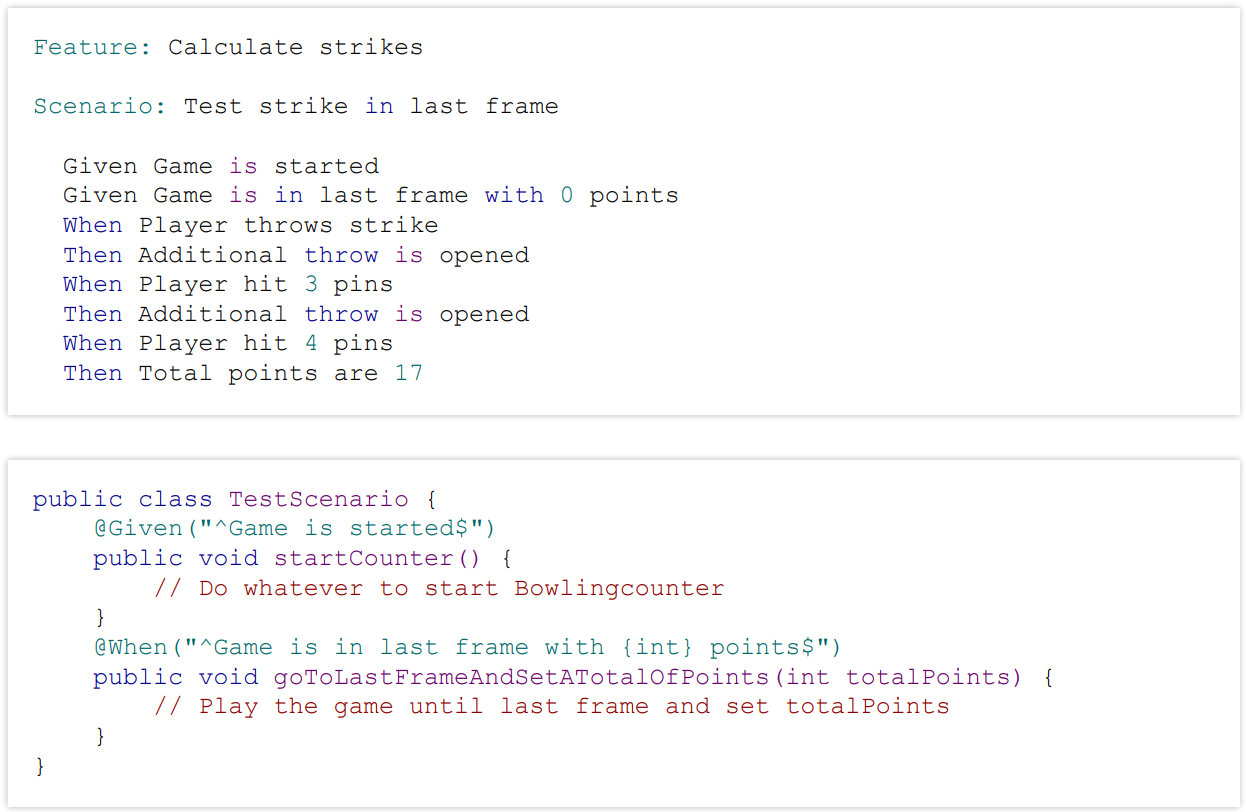 Feature: Calculate strikes
Scenario: Test strike in last frame
Given Game is started
Given Game is in last frame with 0 points
When Player throws strike
Then Additional throw is opened
When Player hit 3 pins
Then Additional throw is opened
When Player hit 4 pins
Then Total points are 17
public class TestScenario {
@Given("^Game is started$")
public void startCounter() {
// Do whatever to start Bowlingcounter
}
@When("^Game is in last frame with {int} points$")
public void goToLastFrameAndSetATotalOfPoints(int totalPoints) {
// Play the game until last frame and set totalPoints
}
}